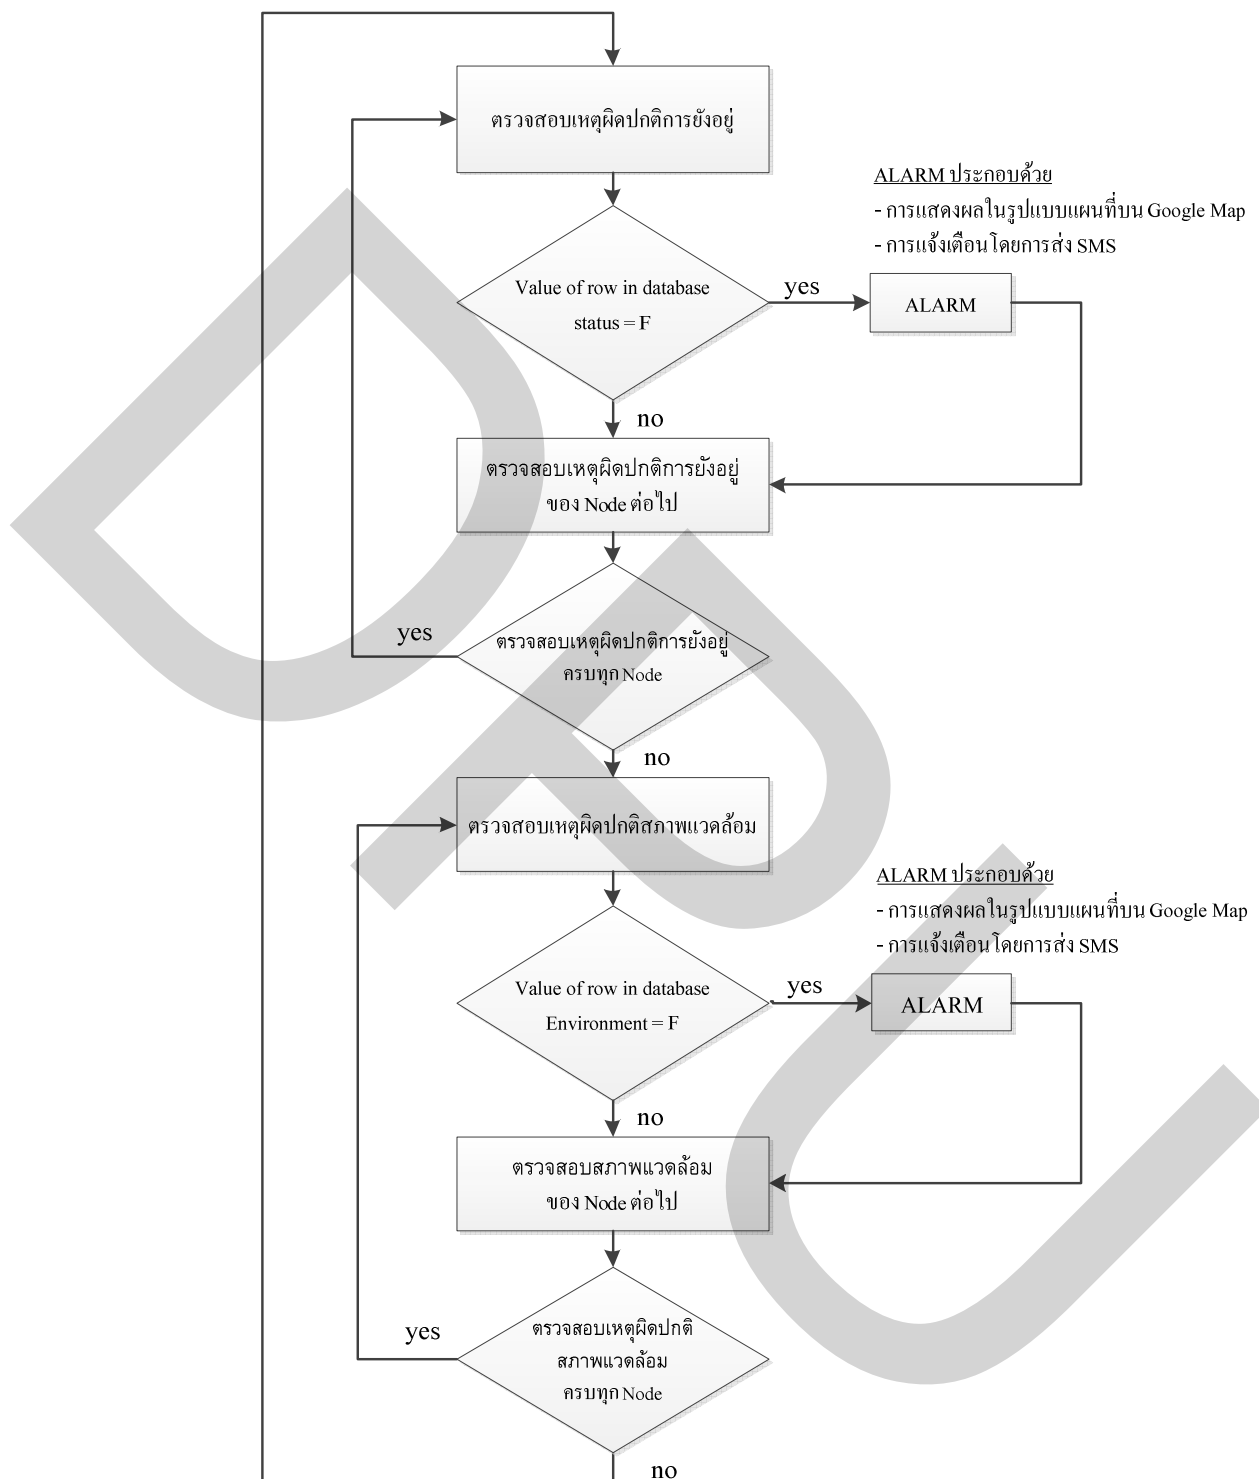 ตรวจสอบเหตุผิดปกติการยังอยู่
ALARM ประกอบด้วย
- การแสดงผลในรูปแบบแผนที่บน Google Map
- การแจ้งเตือนโดยการส่ง SMS
Value of row in database
status = F
yes
ALARM
no
ตรวจสอบเหตุผิดปกติการยังอยู่
ของ Node ต่อไป
yes
ตรวจสอบเหตุผิดปกติการยังอยู่
ครบทุก Node
no
ตรวจสอบเหตุผิดปกติสภาพแวดล้อม
ALARM ประกอบด้วย
- การแสดงผลในรูปแบบแผนที่บน Google Map
- การแจ้งเตือนโดยการส่ง SMS
Value of row in database
Environment = F
yes
ALARM
no
ตรวจสอบสภาพแวดล้อม
ของ Node ต่อไป
yes
ตรวจสอบเหตุผิดปกติ
สภาพแวดล้อม
ครบทุก Node
no
DPU